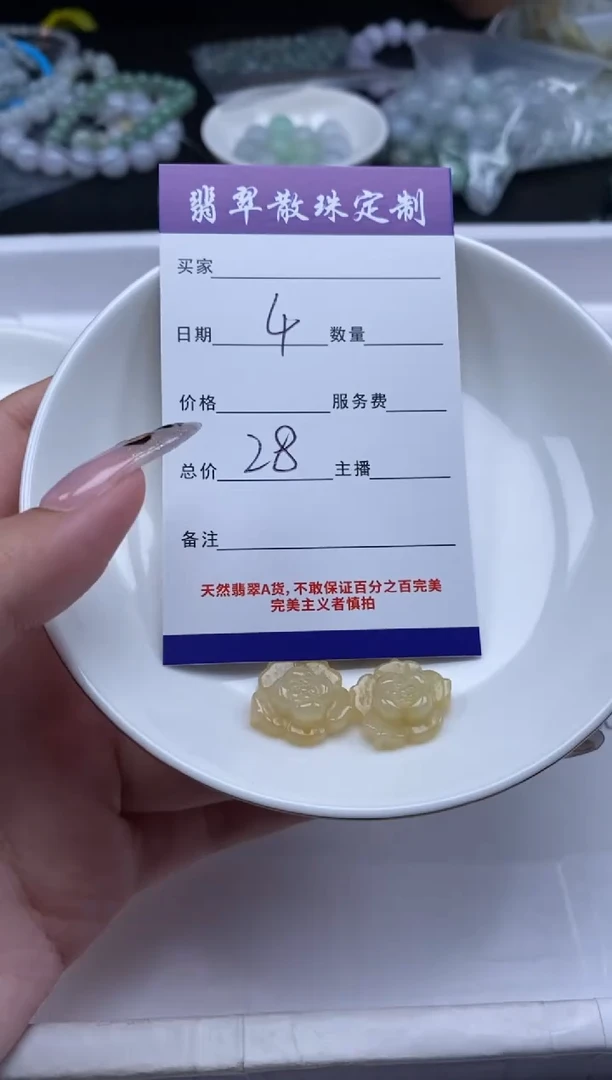 翡翠散珠定制
买家
日期 4 数量
价格 服务费
总价 28 主播
备注
天然翡翠A货,不敢保证百分之百完美
完美主义者慎拍